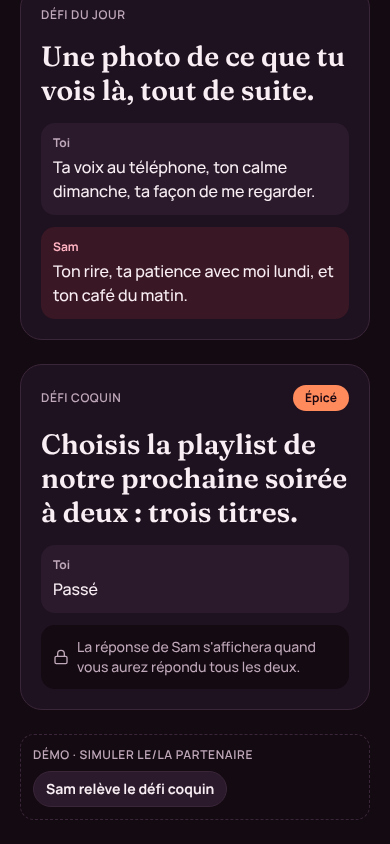 DÉFI DU JOUR
Une photo de ce que tu
vois là, tout de suite.
Toi
Ta voix au téléphone, ton calme
dimanche, ta façon de me regarder.
Sam
Ton rire, ta patience avec moi lundi, et
ton café du matin.
DÉFI COQUIN
Épicé
Choisis la playlist de
notre prochaine soirée
à deux : trois titres.
Toi
Passé
La réponse de Sam s'affichera quand
vous aurez répondu tous les deux.
DÉMO · SIMULER LE/LA PARTENAIRE
Sam relève le défi coquin